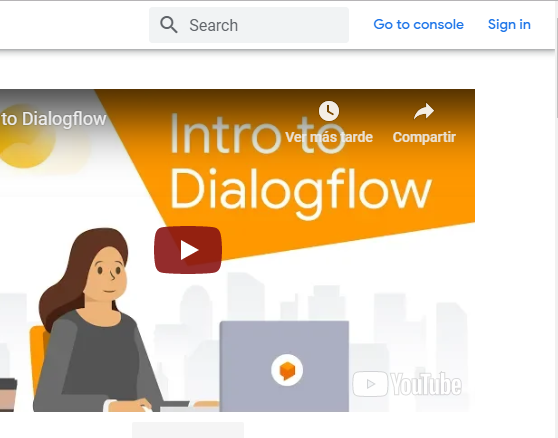 Search
Go to console
Sign in
to Dialogflow
Intro to
Dialogflow
Ver más tarde
Compartir
YouTube